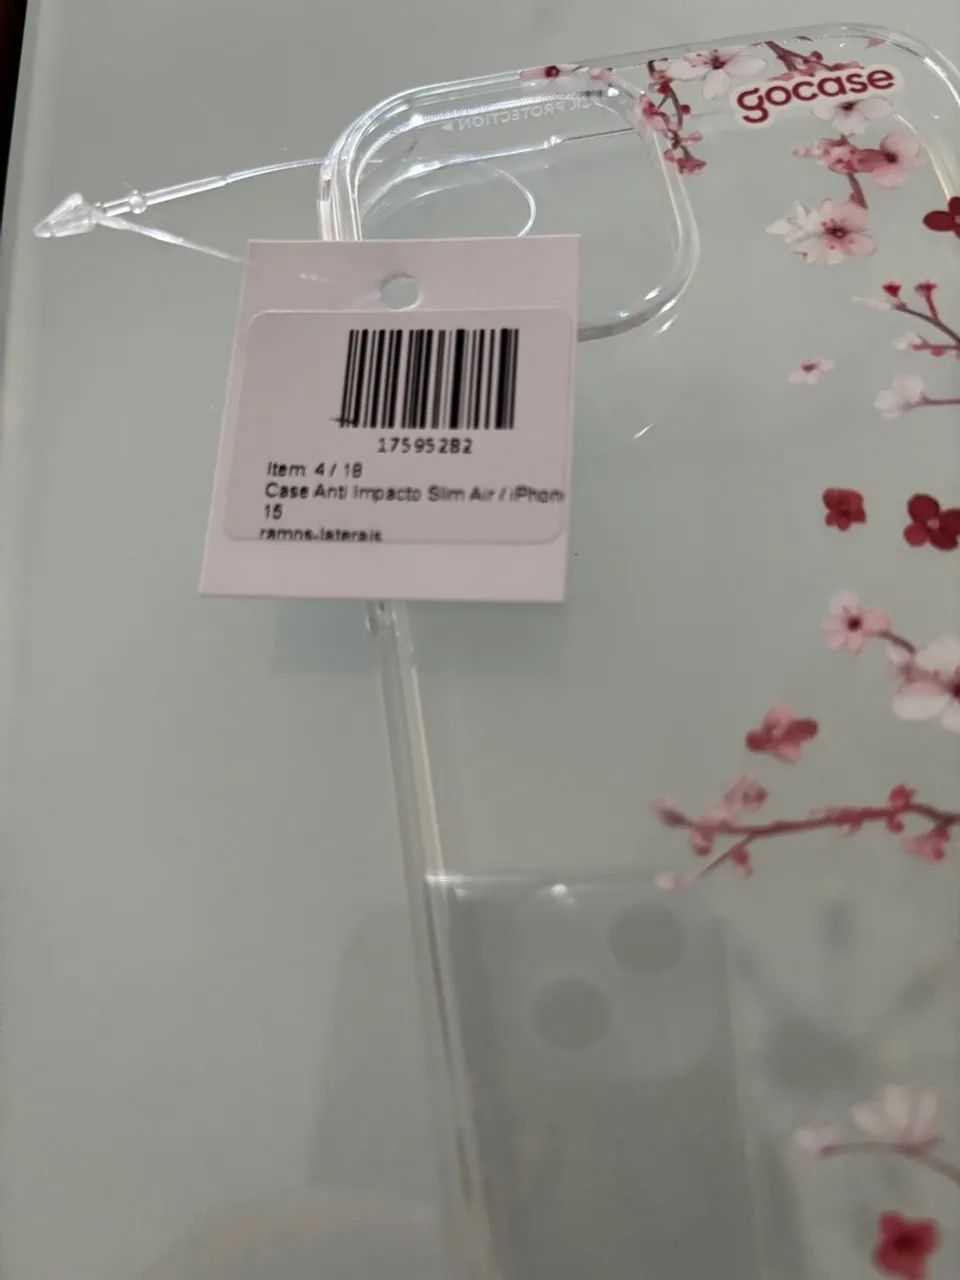 gocase
PROTECTION
17595282
Item: 4 / 18
Case Anti Impacto Slim Air / iPhon
15
ramos-laterais